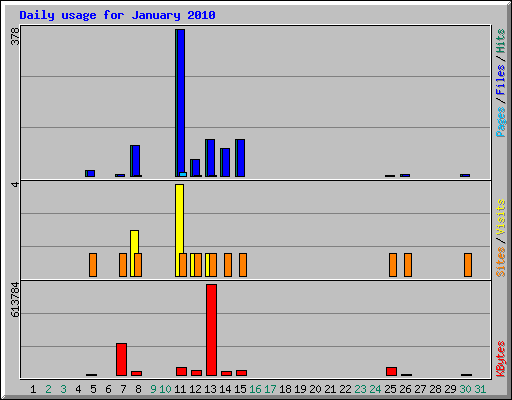 Daily usage for January 2010
378
Pages / Files / Hits
4
Sites / Visits
613784
KBytes
1 2 3 4 5 6 7 8 9 10 11 12 13 14 15 16 17 18 19 20 21 22 23 24 25 26 27 28 29 30 31